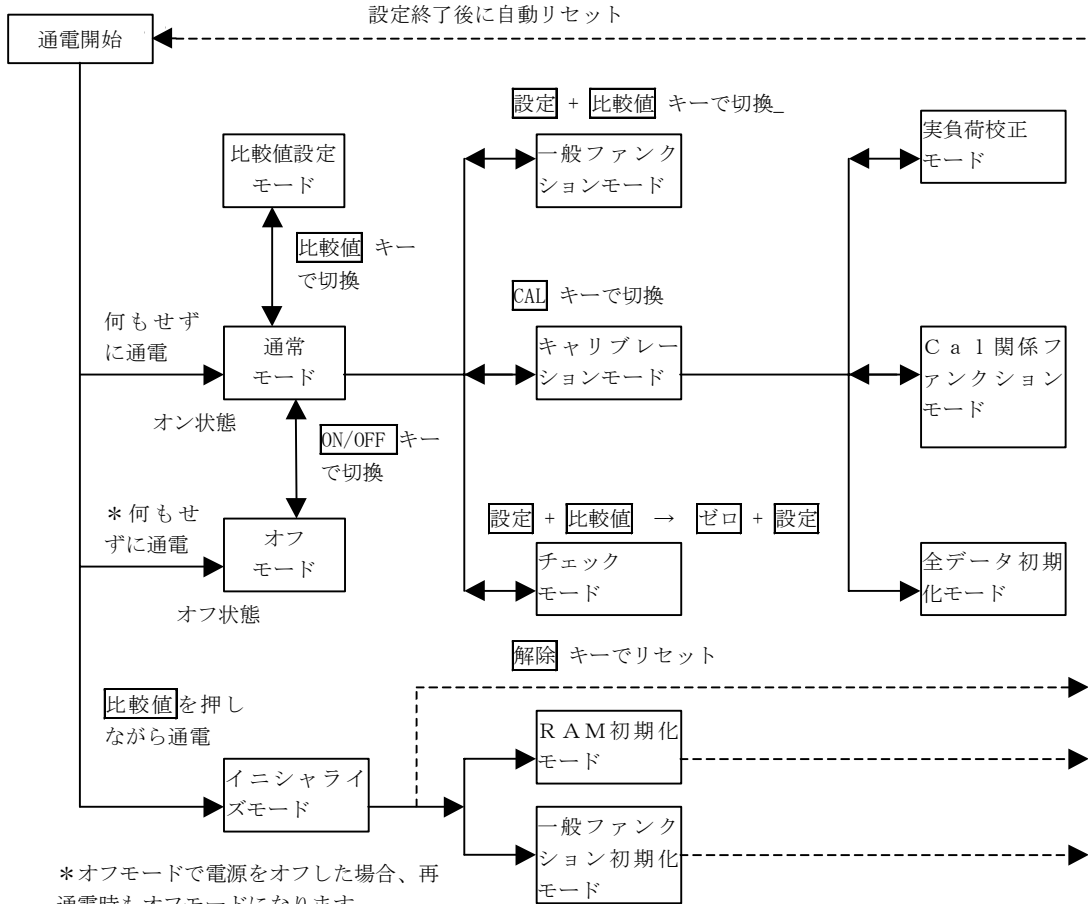 設定終了後に自動リセット
通電開始
設定 + 比較値 キーで切換_
比較値設定
モード
一般ファンク
ションモード
実負荷校正
モード
比較値 キー
で切換
CAL キーで切換
何もせず
に通電
通常
モード
キャリブレー
ションモード
Ｃａｌ関係フ
ァンクション
モード
オン状態
ON/OFF キー
で切換
＊何もせ
ずに通電
設定 + 比較値 → ゼロ + 設定
オフ
モード
チェック
モード
全データ初期
化モード
オフ状態
解除 キーでリセット
比較値を押し
ながら通電
ＲＡＭ初期化
モード
イニシャライ
ズモード
一般ファンク
ション初期化
モード
＊オフモードで電源をオフした場合、再
通電時もオフモードになります